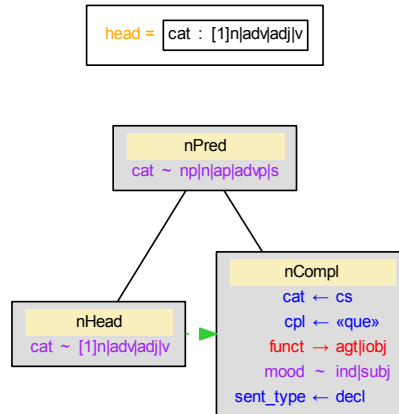 head = cat : [1]n|adv|adj|v
nPred
cat ~ np|n|ap|advp|s
nHead
cat ~ [1]n|adv|adj|v
nCompl
cat ← cs
cpl ← «que»
funct → agt|iobj
mood ~ ind|subj
sent_type ← decl